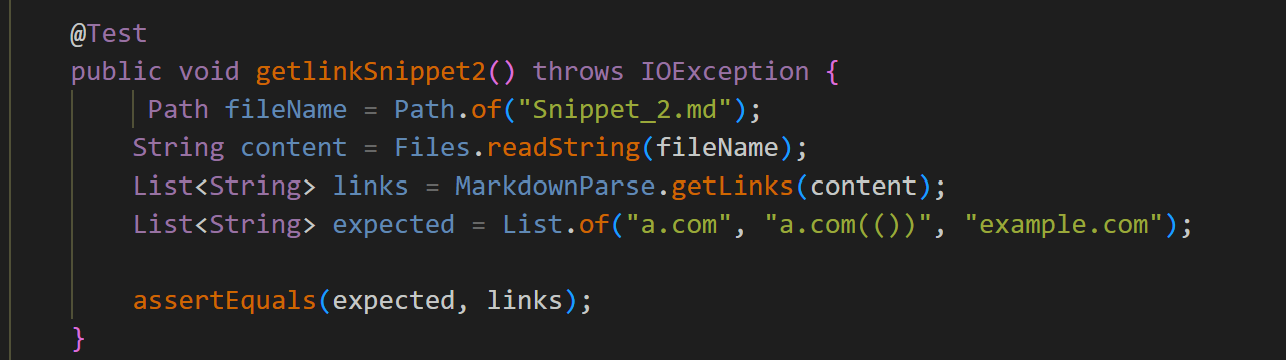 @Test
public void getlinkSnippet2() throws IOException {
Path fileName = Path.of("Snippet_2.md");
String content = Files.readString(fileName);
List<String> links = MarkdownParse.getLinks(content);
List<String> expected = List.of("a.com", "a.com(())", "example.com");
assertEquals(expected, links);
}